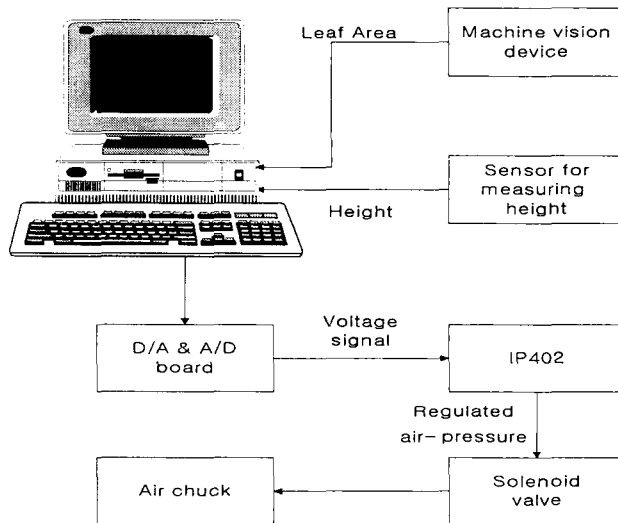 Leaf Area
Machine vision
device
Sensor for
measuring
height
Height
D/A & A/D
board
Voltage
signal
IP402
Regulated
air-pressure
Solenoid
valve
Air chuck